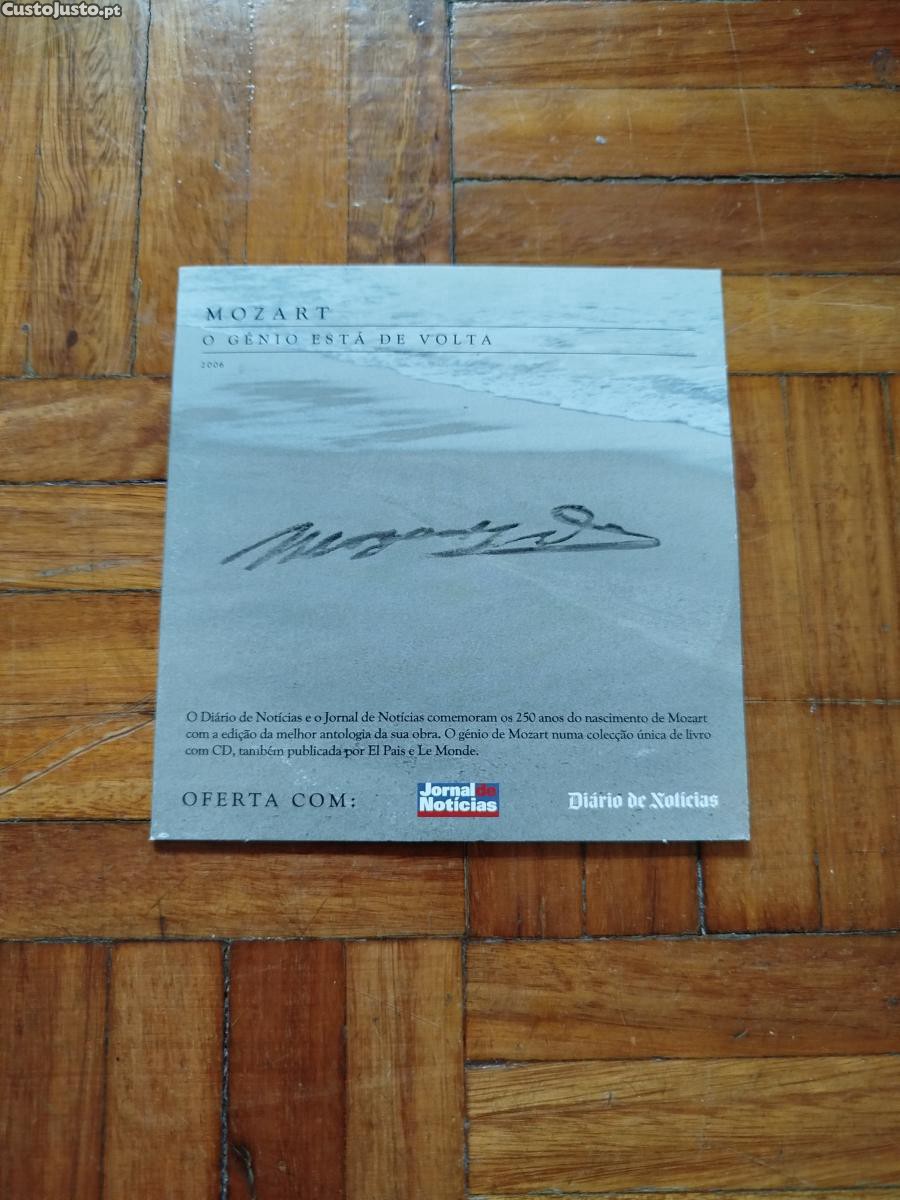 CustoJusto.pt
MOZART
O GÉNIO ESTÁ DE VOLTA
2006
O Diário de Notícias e o Jornal de Notícias comemoram os 250 anos do nascimento de Mozart
com a edição da melhor antologia da sua obra. O génio de Mozart numa colecção única de livro
com CD, também publicada por El Pais e Le Monde.
OFERTA COM:
Jornal de
Notícias
Diário de Notícias